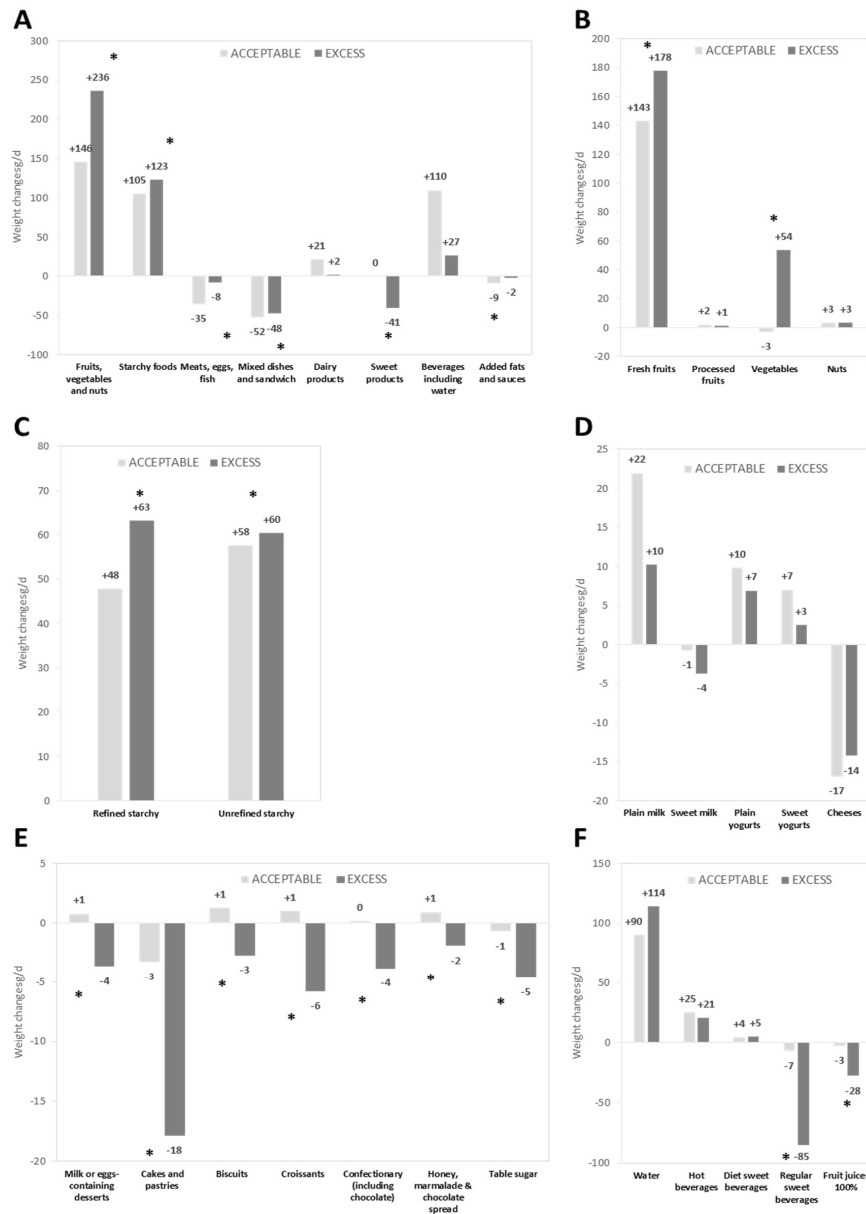 A
ACCEPTABLE EXCESS
Weight changesg/d
300
250
200
150
100
50
0
-50
-100
+146
+236
*
+105
+123
*
-35
-8
*
-52
-48
*
+21
+2
0
-41
*
+110
+27
-9
-2
*
Fruits,
vegetables
and nuts
Starchy foods
Meats, eggs,
fish
Mixed dishes
and sandwich
Dairy
products
Sweet
products
Beverages
including
water
Added fats
and sauces
B
ACCEPTABLE EXCESS
Weight changesg/d
200
180
160
140
120
100
80
60
40
20
0
-20
+143
*
+178
+2
+1
-3
*
+54
+3
+3
Fresh fruits
Processed
fruits
Vegetables
Nuts
C
ACCEPTABLE EXCESS
Weight changesg/d
80
70
60
50
40
30
20
10
0
+48
*
+63
+58
*
+60
Refined starchy
Unrefined starchy
D
ACCEPTABLE EXCESS
Weight changesg/d
25
20
15
10
5
0
-5
-10
-15
-20
+22
+10
-1
-4
+10
+7
+7
+3
-17
-14
Plain milk
Sweet milk
Plain
yogurts
Sweet
yogurts
Cheeses
E
ACCEPTABLE EXCESS
Weight changesg/d
5
0
-5
-10
-15
-20
+1
-4
*
-3
-18
*
+1
-3
*
+1
-6
*
0
-4
*
+1
-2
*
-1
-5
*
Milk or eggs-
containing
desserts
Cakes and
pastries
Biscuits
Croissants
Confectionary
(including
chocolate)
Honey,
marmalade &
chocolate
spread
Table sugar
F
ACCEPTABLE EXCESS
Weight changesg/d
150
100
50
0
-50
-100
+90
+114
+25
+21
+4
+5
-7
-85
*
-3
-28
*
Water
Hot
beverages
Diet sweet
beverages
Regular
sweet
beverages
Fruit juice
100%